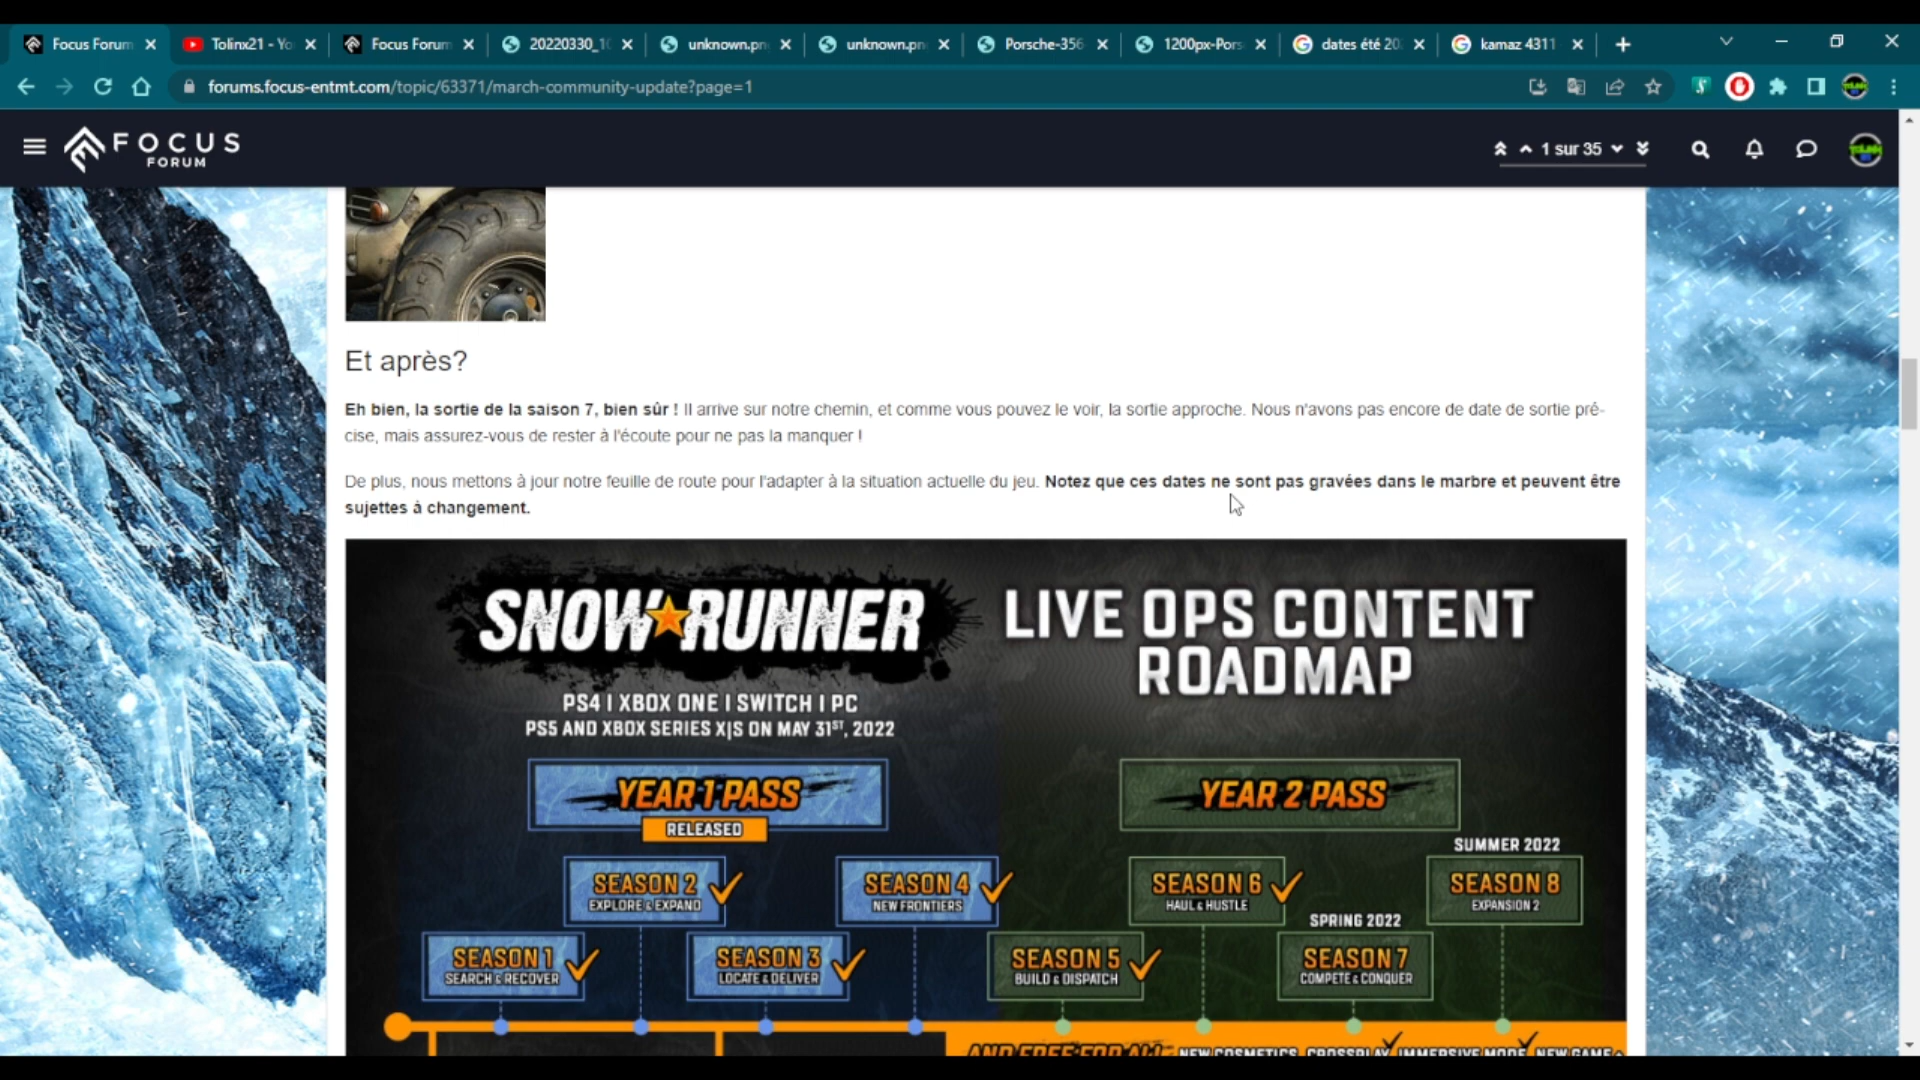 Focus Forum
Tolinx21 - Yo
Focus Forum
20220330_1
unknown.pn
unknown.pn
Porsche-356
1200px-Pors
dates été 20
kamaz 4311
forums.focus-entmt.com/topic/63371/march-community-update?page=1
FOCUS
FORUM
1 sur 35
Et après?
Eh bien, la sortie de la saison 7, bien sûr ! Il arrive sur notre chemin, et comme vous pouvez le voir, la sortie approche. Nous n'avons pas encore de date de sortie pré-
cise, mais assurez-vous de rester à l'écoute pour ne pas la manquer !
De plus, nous mettons à jour notre feuille de route pour l'adapter à la situation actuelle du jeu. Notez que ces dates ne sont pas gravées dans le marbre et peuvent être
sujettes à changement.
SNOWRUNNER
LIVE OPS CONTENT
ROADMAP
PS4 | XBOX ONE | SWITCH | PC
PS5 AND XBOX SERIES X|S ON MAY 31ST, 2022
YEAR 1 PASS
RELEASED
YEAR 2 PASS
SUMMER 2022
SEASON 2
EXPLORE & EXPAND
SEASON 4
NEW FRONTIERS
SEASON 6
HAUL & HUSTLE
SEASON 8
EXPANSION 2
SPRING 2022
SEASON 1
SEARCH & RECOVER
SEASON 3
LOCATE & DELIVER
SEASON 5
BUILD & DISPATCH
SEASON 7
COMPETE & CONQUER
AND FREE FOR ALL
NEW COSMETICS, CROSSPLAY, IMMERSIVE MODE, NEW GAME +